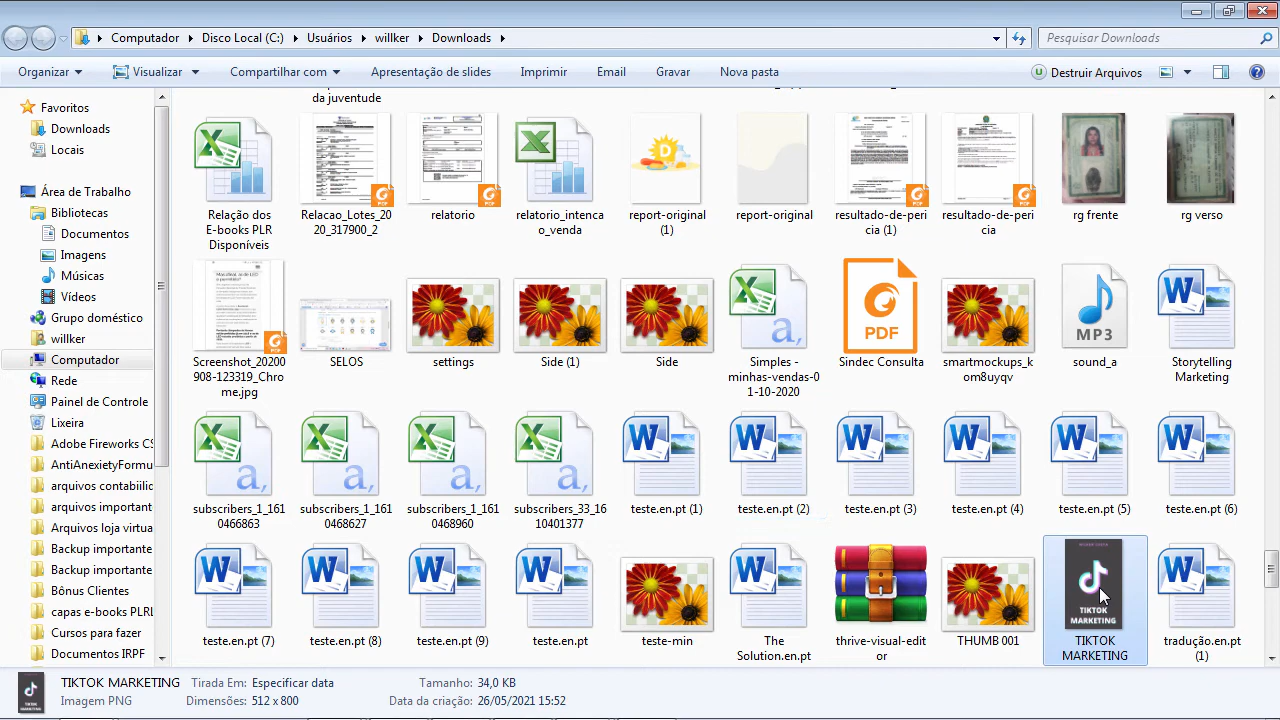 Computador
Disco Local (C:)
Usuários
willker
Downloads
Pesquisar Downloads
Organizar
Visualizar
Compartilhar com
Apresentação de slides
Imprimir
Email
Gravar
Nova pasta
Destruir Arquivos
Favoritos
Downloads
Locais
Área de Trabalho
Bibliotecas
Documentos
Imagens
Músicas
Vídeos
Grupo doméstico
willker
Computador
Rede
Painel de Controle
Lixeira
Adobe Fireworks CS
AntiAnxietyFormu
arquivos contabiilic
arquivos important
Arquivos loja virtua
Backup importante
Backup importante
Bônus Clientes
capas e-books PLRL
Cursos para fazer
Documentos IRPF
da juventude
Relação dos
E-books PLR
Disponíveis
Relacao_Lotes_20
20_317900_2
relatorio
relatorio_intenca
o_venda
report-original
(1)
report-original
resultado-de-peri
cia (1)
resultado-de-peri
cia
rg frente
rg verso
Screenshot_20200
908-123319_Chro
me.jpg
SELOS
settings
Side (1)
Side
Simples -
minhas-vendas-0
1-10-2020
PDF
Sindec Consulta
smartmockups_k
om8uyqv
MP3
sound_a
Storytelling
Marketing
subscribers_1_161
0466863
subscribers_1_161
0468627
subscribers_1_161
0468960
subscribers_33_16
10401377
teste.en.pt (1)
teste.en.pt (2)
teste.en.pt (3)
teste.en.pt (4)
teste.en.pt (5)
teste.en.pt (6)
teste.en.pt (7)
teste.en.pt (8)
teste.en.pt (9)
teste.en.pt
teste-min
The
Solution.en.pt
thrive-visual-edit
or
THUMB 001
TIKTOK
MARKETING
TIKTOK
MARKETING
tradução.en.pt
(1)
TIKTOK MARKETING
Imagem PNG
Tirada Em: Especificar data
Dimensões: 512 x 800
Tamanho: 34,0 KB
Data da criação: 26/05/2021 15:52